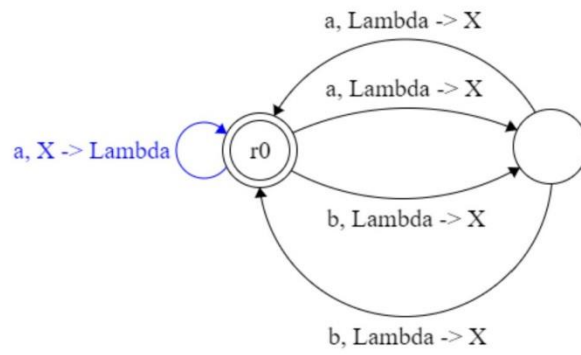 a, Lambda -> X
a, Lambda -> X
a, X -> Lambda
r0
b, Lambda -> X
b, Lambda -> X